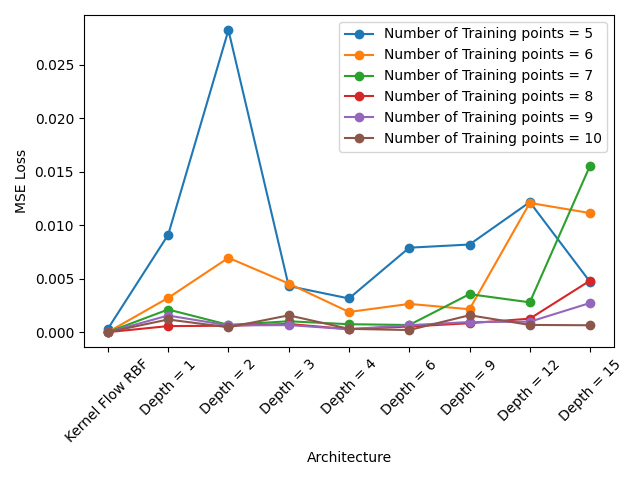 Number of Training points = 5
Number of Training points = 6
Number of Training points = 7
Number of Training points = 8
Number of Training points = 9
Number of Training points = 10
0.025
0.020
0.015
0.010
0.005
0.000
MSE Loss
Kernel Flow RBF
Depth = 1
Depth = 2
Depth = 3
Depth = 4
Depth = 6
Depth = 9
Depth = 12
Depth = 15
Architecture